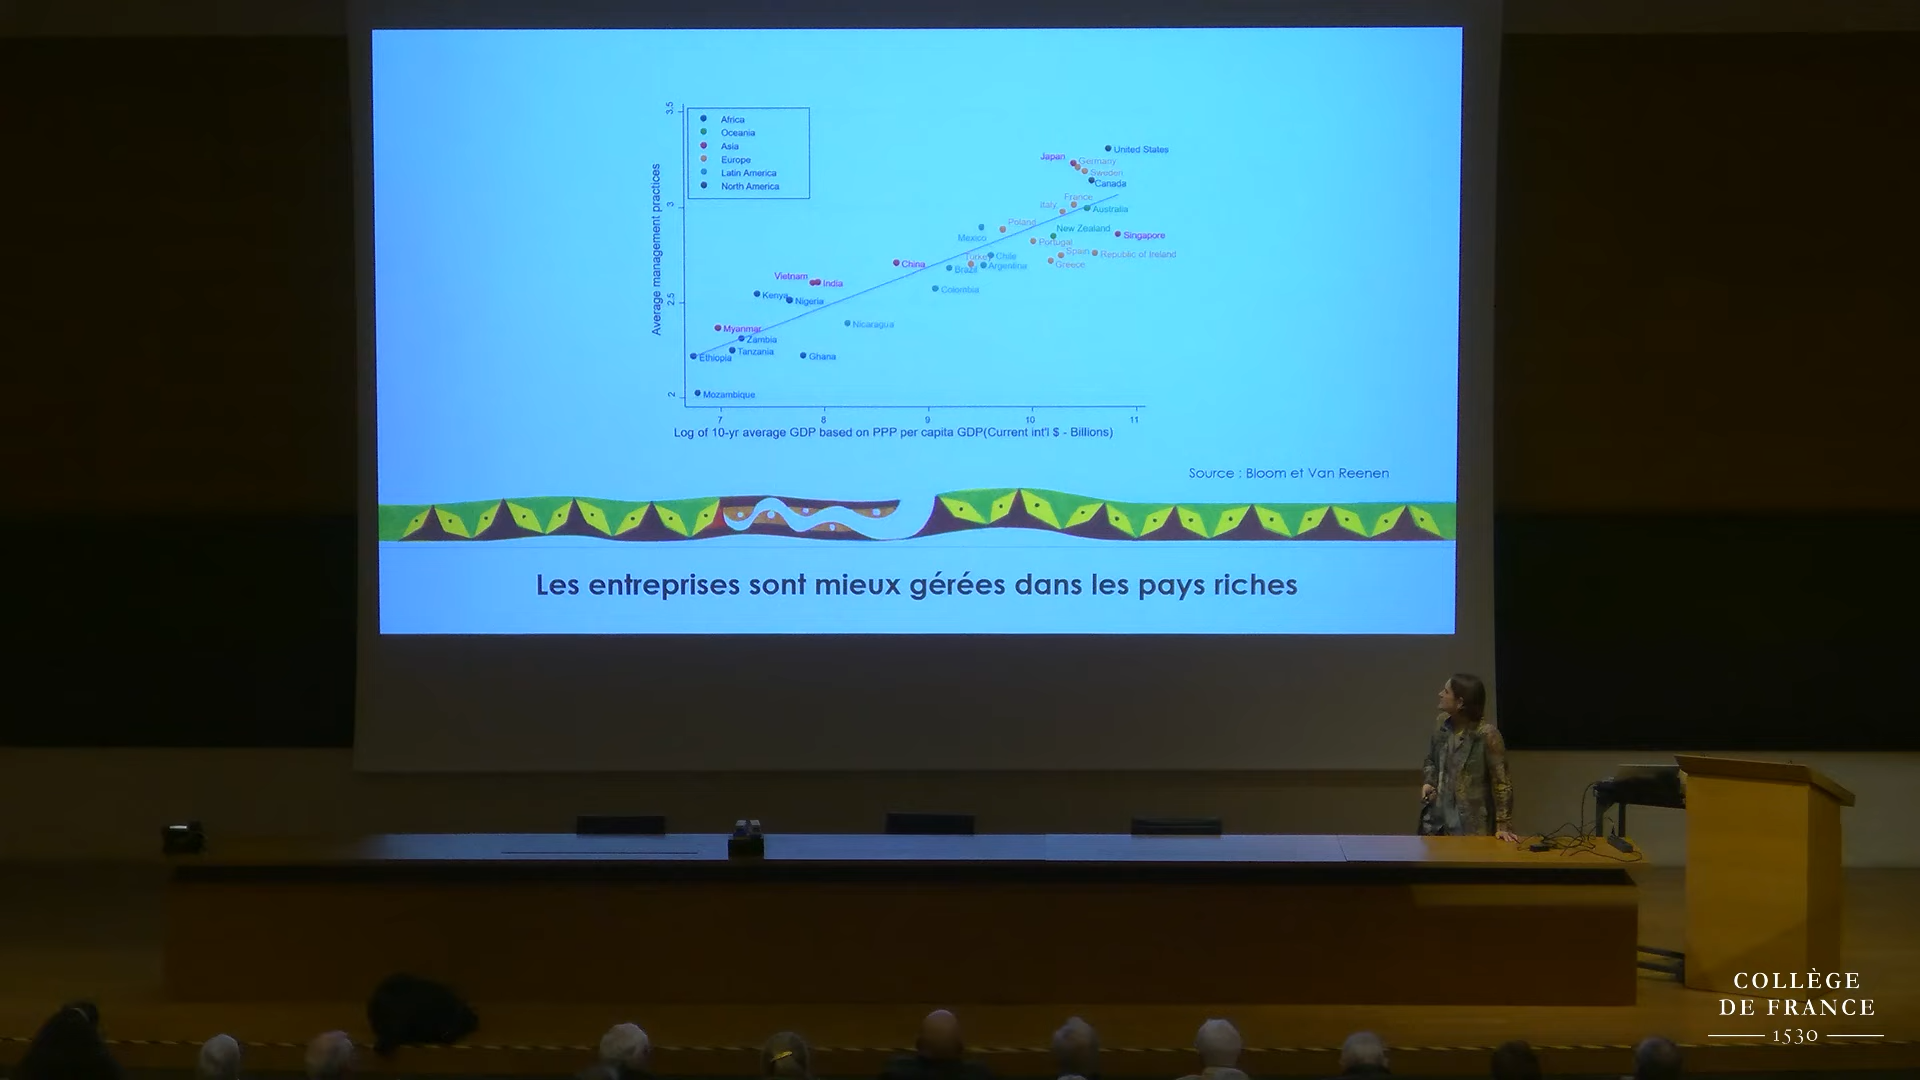 3.5
3
2.5
2
Average management practices
Africa
Oceania
Asia
Europe
Latin America
North America
United States
Japan
Germany
Sweden
Canada
France
Italy
Australia
Poland
New Zealand
Mexico
Portugal
Singapore
Spain
Republic of Ireland
Turkey
Chile
Greece
China
Brazil
Argentina
Vietnam
India
Colombia
Kenya
Nigeria
Nicaragua
Myanmar
Zambia
Tanzania
Ethiopia
Ghana
Mozambique
7
8
9
10
11
Log of 10-yr average GDP based on PPP per capita GDP(Current int'l $ - Billions)
Source : Bloom et Van Reenen
Les entreprises sont mieux gérées dans les pays riches
COLLÈGE
DE FRANCE
1530